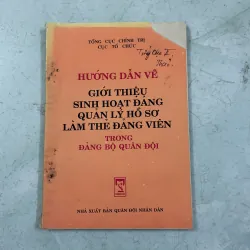 TỔNG CỤC CHÍNH TRỊ
CỤC TỔ CHỨC
HƯỚNG DẪN VỀ
GIỚI THIỆU
SINH HOẠT ĐẢNG
QUẢN LÝ HỒ SƠ
LÀM THẺ ĐẢNG VIÊN
TRONG
ĐẢNG BỘ QUÂN ĐỘI
NHÀ XUẤT BẢN QUÂN ĐỘI NHÂN DÂN